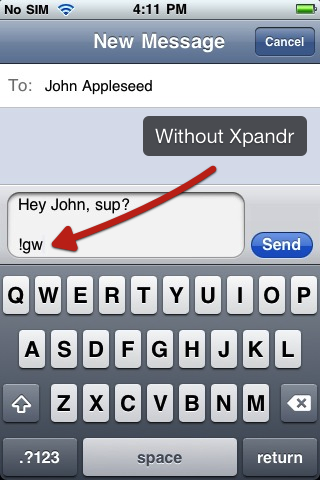 No SIM 4:11 PM
New Message Cancel
To: John Appleseed
Without Xpandr
Hey John, sup?
!gw
Send
Q W E R T Y U I O P
A S D F G H J K L
Z X C V B N M
.?123 space return